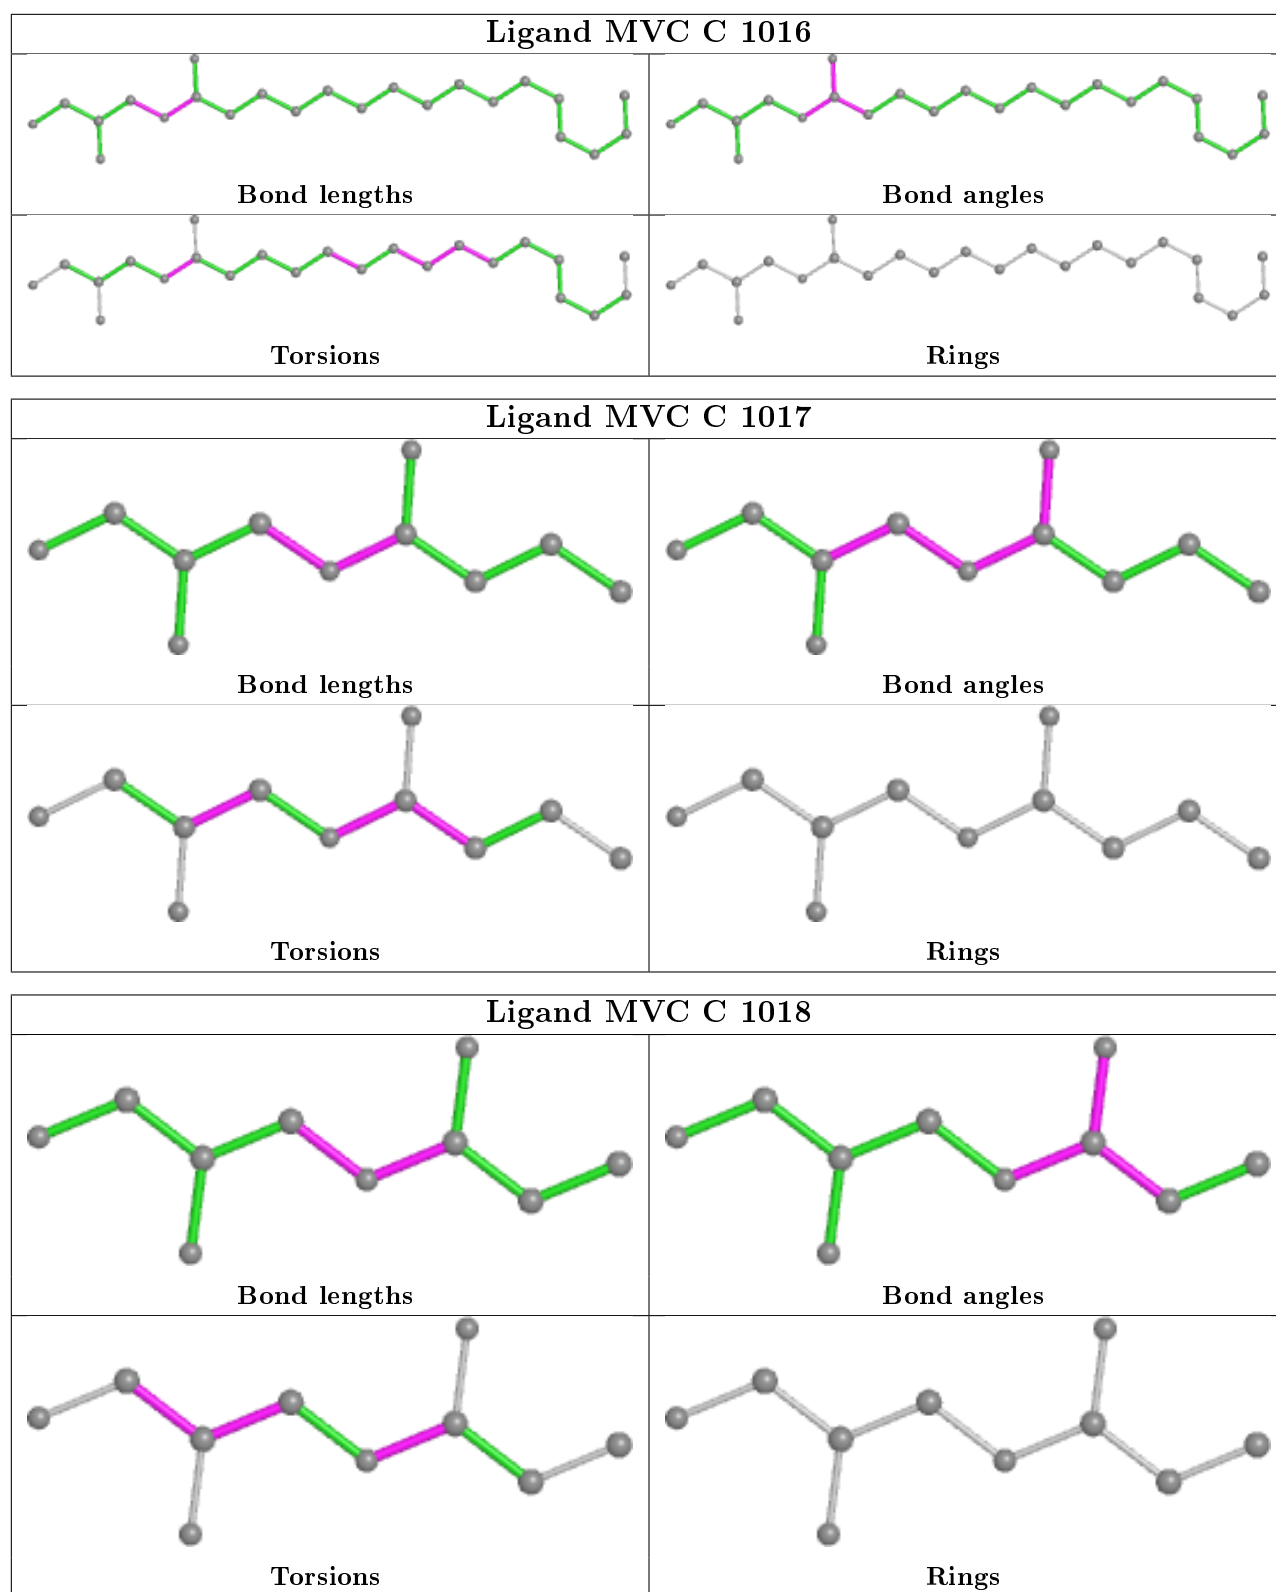 Ligand MVC C 1016
Bond lengths
Bond angles
Torsions
Rings
Ligand MVC C 1017
Bond lengths
Bond angles
Torsions
Rings
Ligand MVC C 1018
Bond lengths
Bond angles
Torsions
Rings